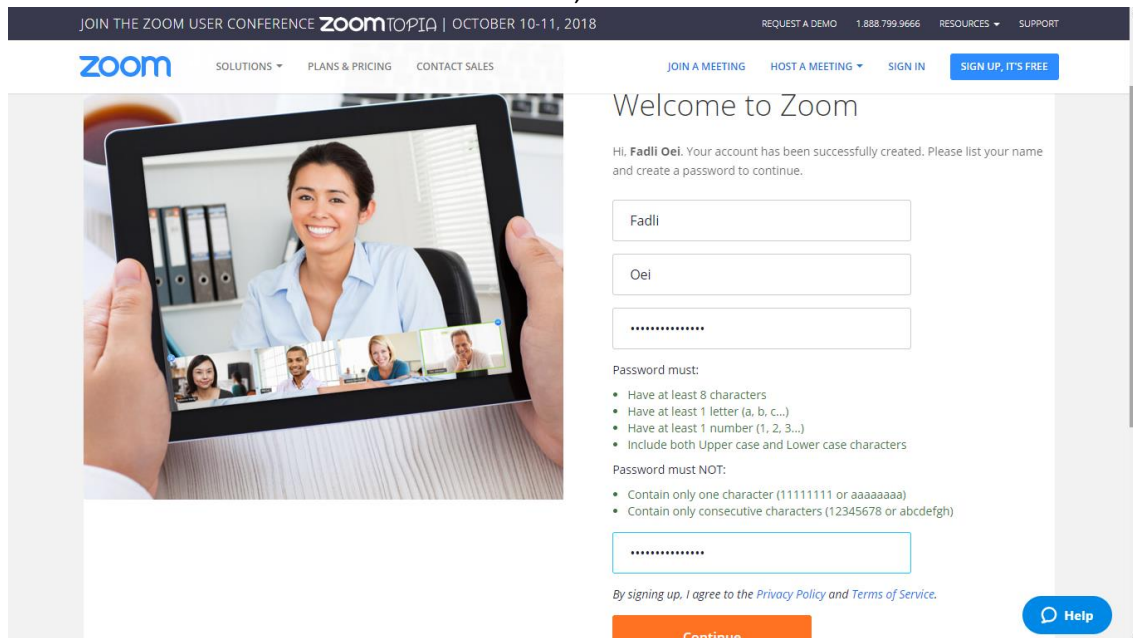 JOIN THE ZOOM USER CONFERENCE ZOOMTOPIA | OCTOBER 10-11, 2018
REQUEST A DEMO 1.888.799.9666 RESOURCES SUPPORT
zoom SOLUTIONS PLANS & PRICING CONTACT SALES
JOIN A MEETING HOST A MEETING SIGN IN SIGN UP, IT'S FREE
Welcome to Zoom
Hi, Fadli Oei. Your account has been successfully created. Please list your name
and create a password to continue.
Fadli
Oei
•••••••••••••••
Password must:
• Have at least 8 characters
• Have at least 1 letter (a, b, c...)
• Have at least 1 number (1, 2, 3...)
• Include both Upper case and Lower case characters
Password must NOT:
• Contain only one character (11111111 or aaaaaaaa)
• Contain only consecutive characters (12345678 or abcdefgh)
•••••••••••••••
By signing up, I agree to the Privacy Policy and Terms of Service.
Continue
Help